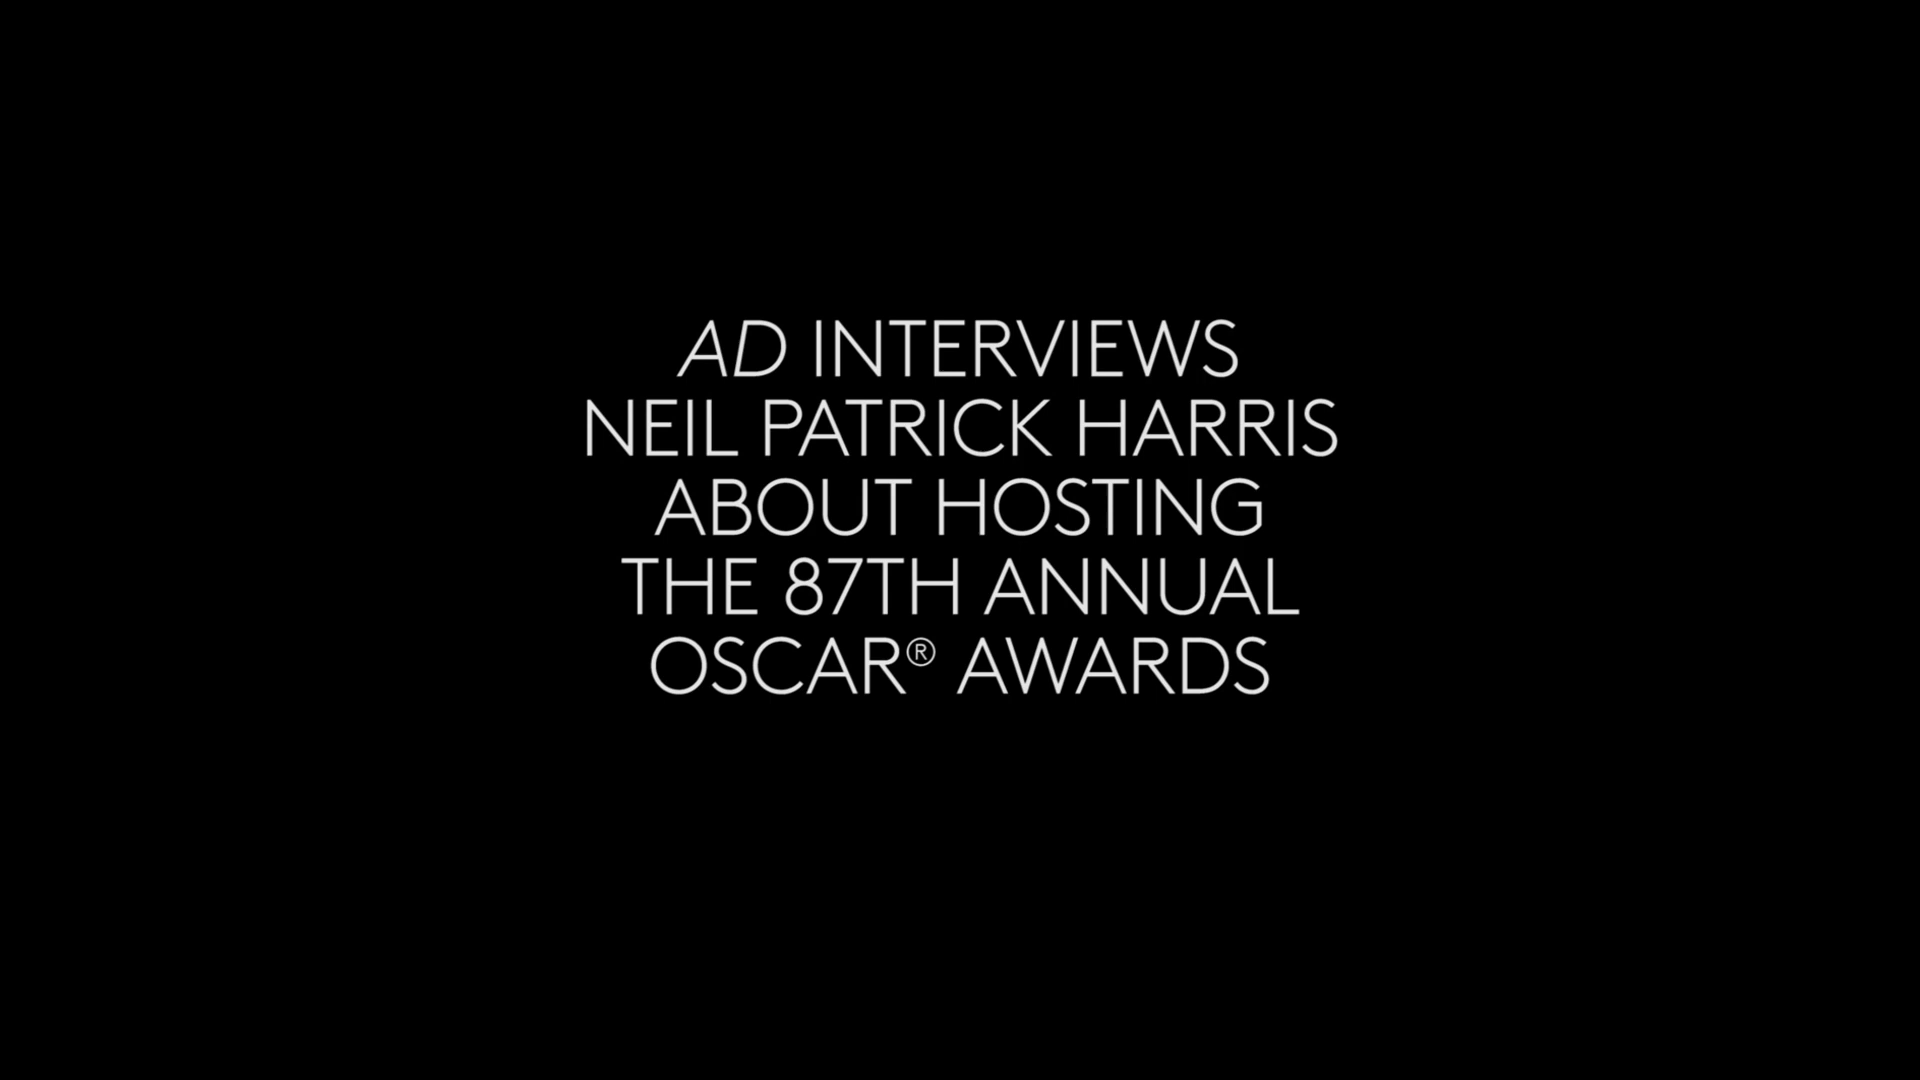 AD INTERVIEWS
NEIL PATRICK HARRIS
ABOUT HOSTING
THE 87TH ANNUAL
OSCAR® AWARDS